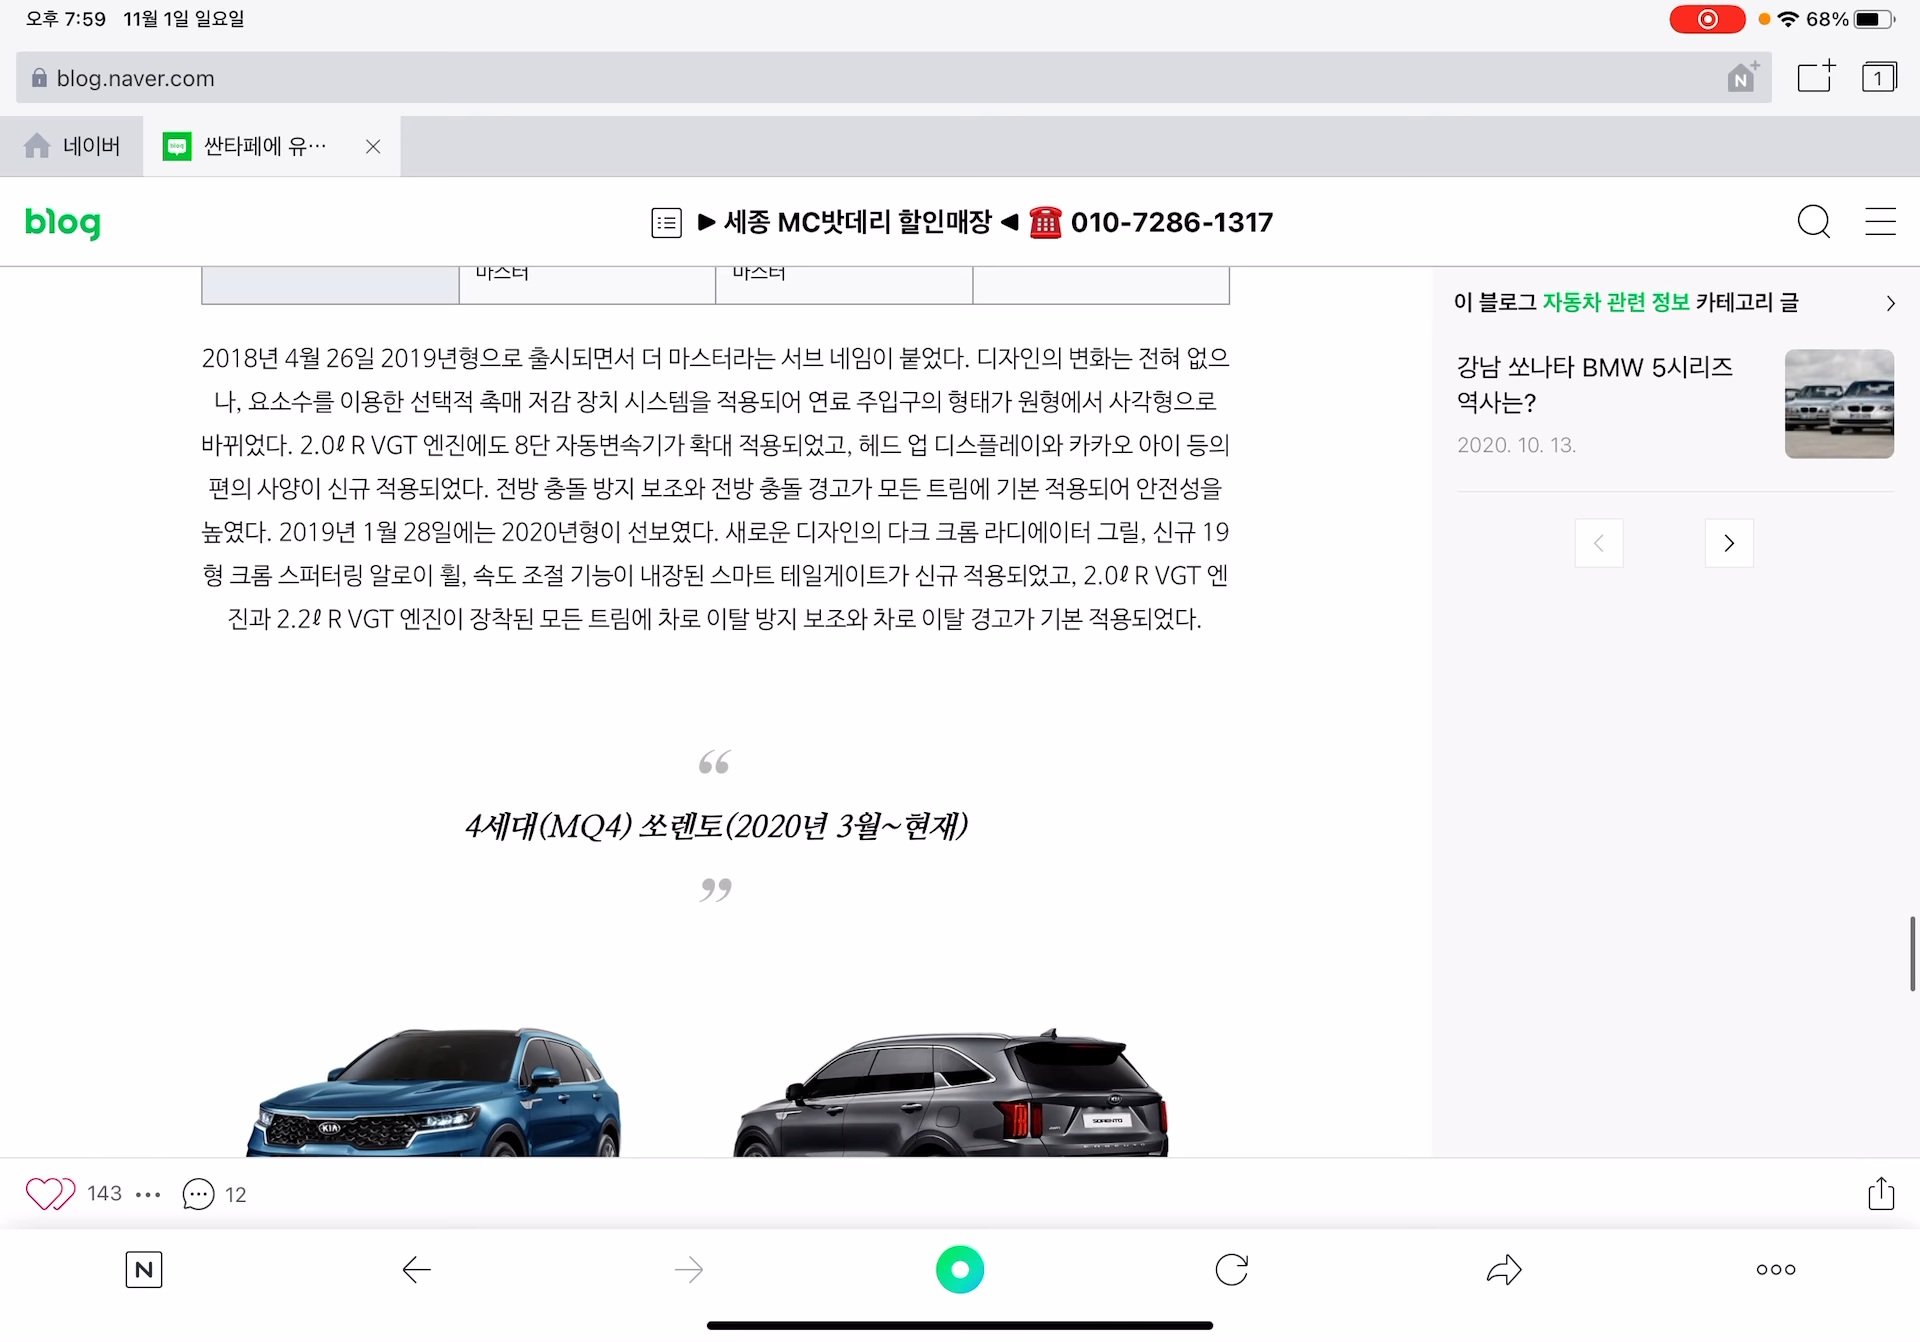 오후 7:59 11월 1일 일요일
68%
blog.naver.com
N
1
네이버
blog
싼타페에 유…
blog
▶ 세종 MC밧데리 할인매장 ◀ ☎ 010-7286-1317
마스터
마스터
2018년 4월 26일 2019년형으로 출시되면서 더 마스터라는 서브 네임이 붙었다. 디자인의 변화는 전혀 없으
나, 요소수를 이용한 선택적 촉매 저감 장치 시스템을 적용되어 연료 주입구의 형태가 원형에서 사각형으로
바뀌었다. 2.0ℓ R VGT 엔진에도 8단 자동변속기가 확대 적용되었고, 헤드 업 디스플레이와 카카오 아이 등의
편의 사양이 신규 적용되었다. 전방 충돌 방지 보조와 전방 충돌 경고가 모든 트림에 기본 적용되어 안전성을
높였다. 2019년 1월 28일에는 2020년형이 선보였다. 새로운 디자인의 다크 크롬 라디에이터 그릴, 신규 19
형 크롬 스퍼터링 알로이 휠, 속도 조절 기능이 내장된 스마트 테일게이트가 신규 적용되었고, 2.0ℓ R VGT 엔
진과 2.2ℓ R VGT 엔진이 장착된 모든 트림에 차로 이탈 방지 보조와 차로 이탈 경고가 기본 적용되었다.
“
4세대(MQ4) 쏘렌토(2020년 3월~현재)
”
KIA
SORENTO
이 블로그 자동차 관련 정보 카테고리 글
강남 쏘나타 BMW 5시리즈
역사는?
2020. 10. 13.
143
12
N